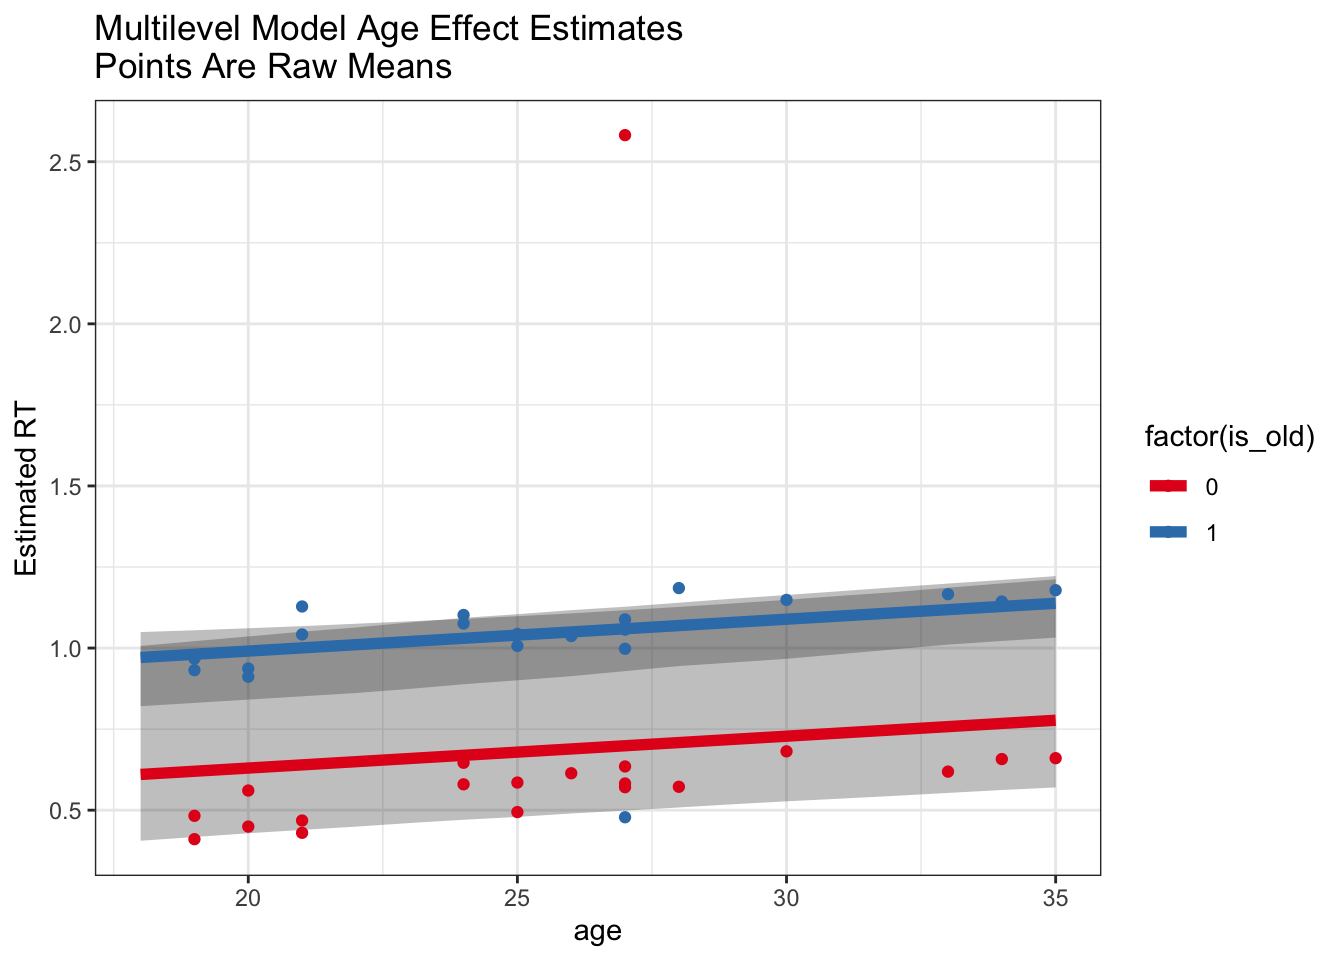 Multilevel Model Age Effect Estimates
Points Are Raw Means
2.5
2.0
1.5
1.0
0.5
Estimated RT
20
25
30
35
age
factor(is_old)
0
1